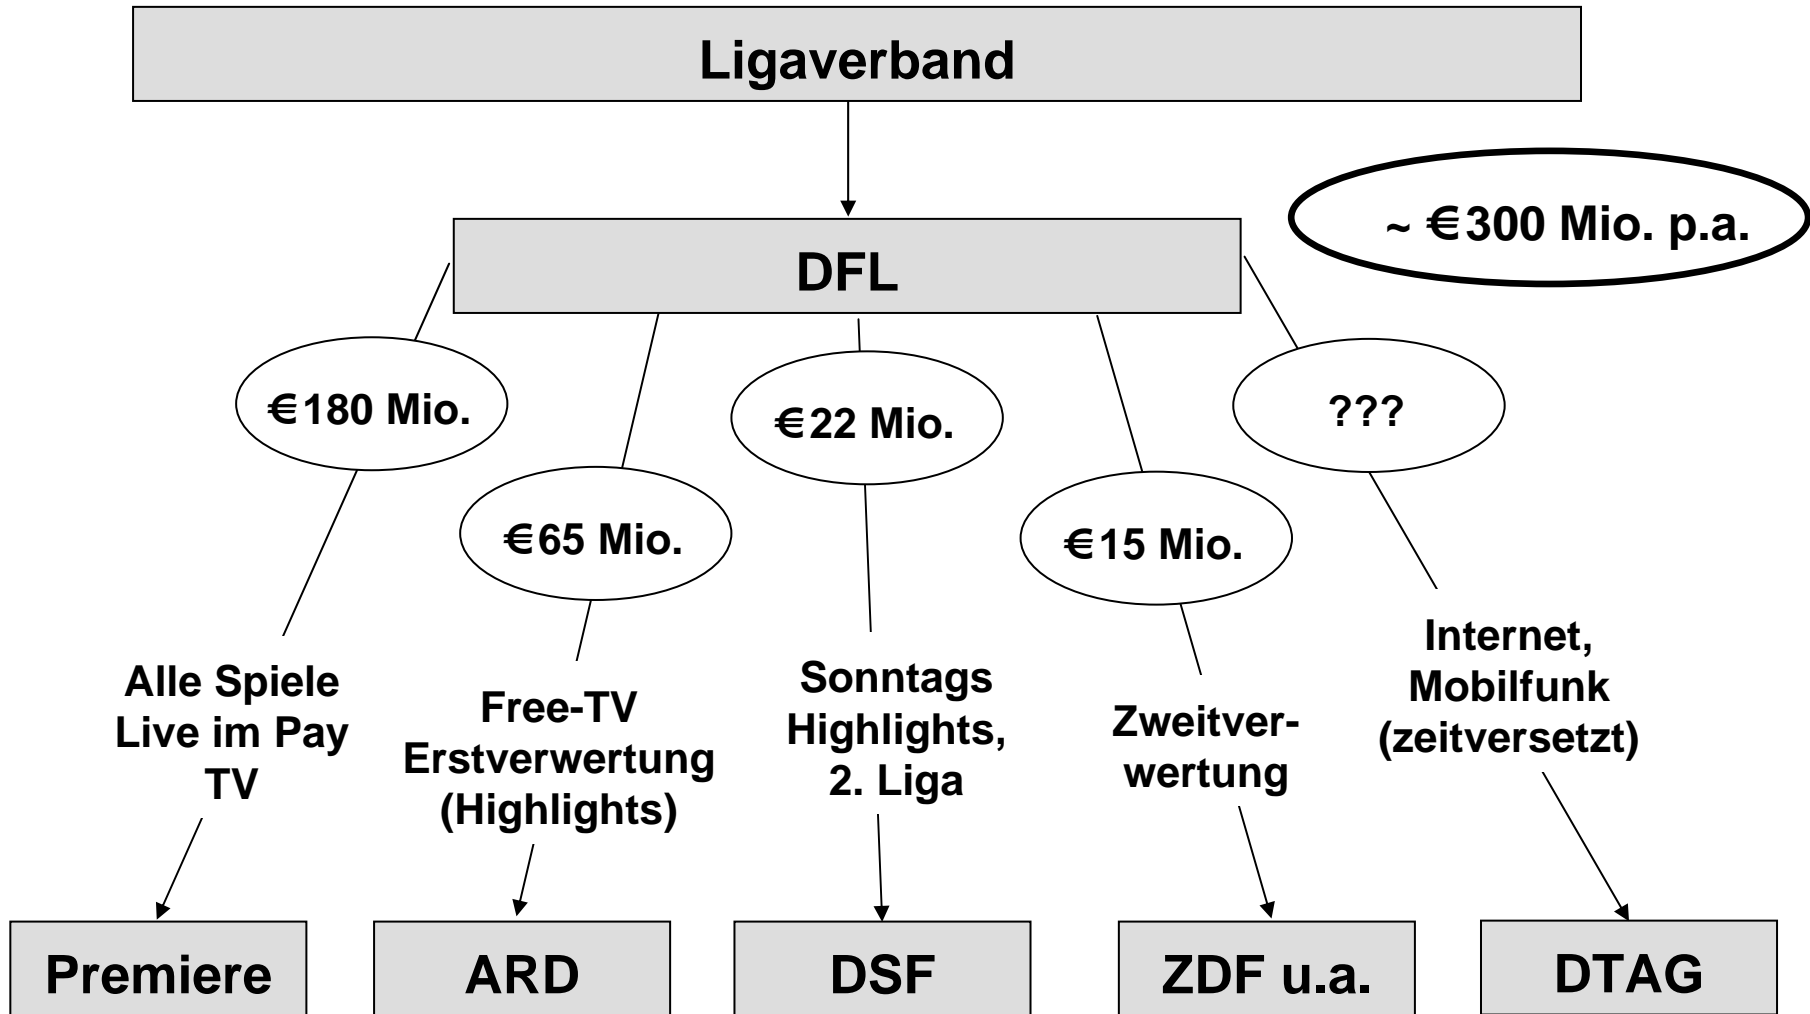 Ligaverband
~ €300 Mio. p.a.
DFL
€180 Mio.
€22 Mio.
???
€65 Mio.
€15 Mio.
Alle Spiele
Live im Pay
TV
Free-TV
Erstverwertung
(Highlights)
Sonntags
Highlights,
2. Liga
Zweitver-
wertung
Internet,
Mobilfunk
(zeitversetzt)
Premiere
ARD
DSF
ZDF u.a.
DTAG